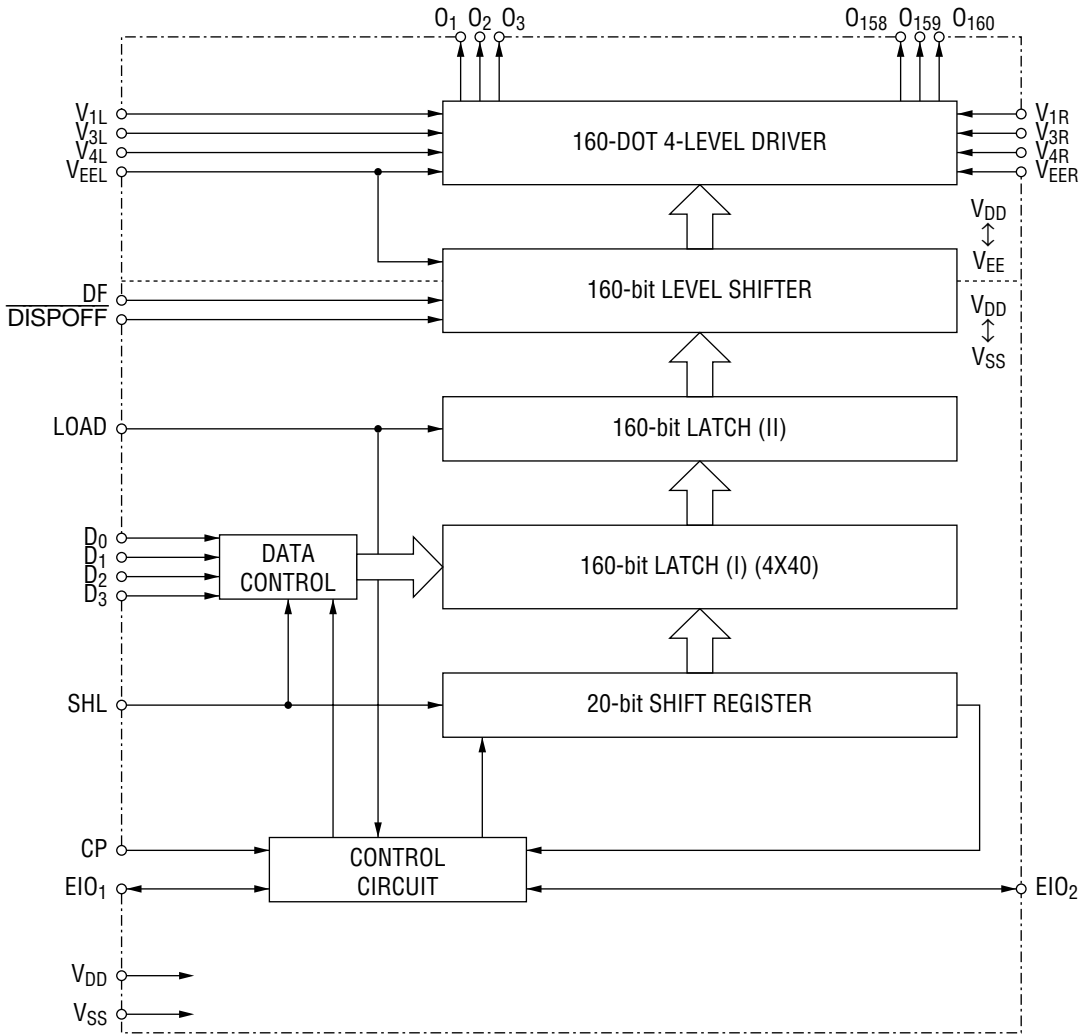 O1 O2 O3
O158 O159 O160
V1L
V3L
V4L
VEEL
160-DOT 4-LEVEL DRIVER
V1R
V3R
V4R
VEER
VDD
↕
VEE
160-bit LEVEL SHIFTER
DF
DISPOFF
VDD
↕
VSS
LOAD
160-bit LATCH (II)
D0
D1
D2
D3
DATA
CONTROL
160-bit LATCH (I) (4X40)
SHL
20-bit SHIFT REGISTER
CP
EIO1
CONTROL
CIRCUIT
EIO2
VDD
VSS